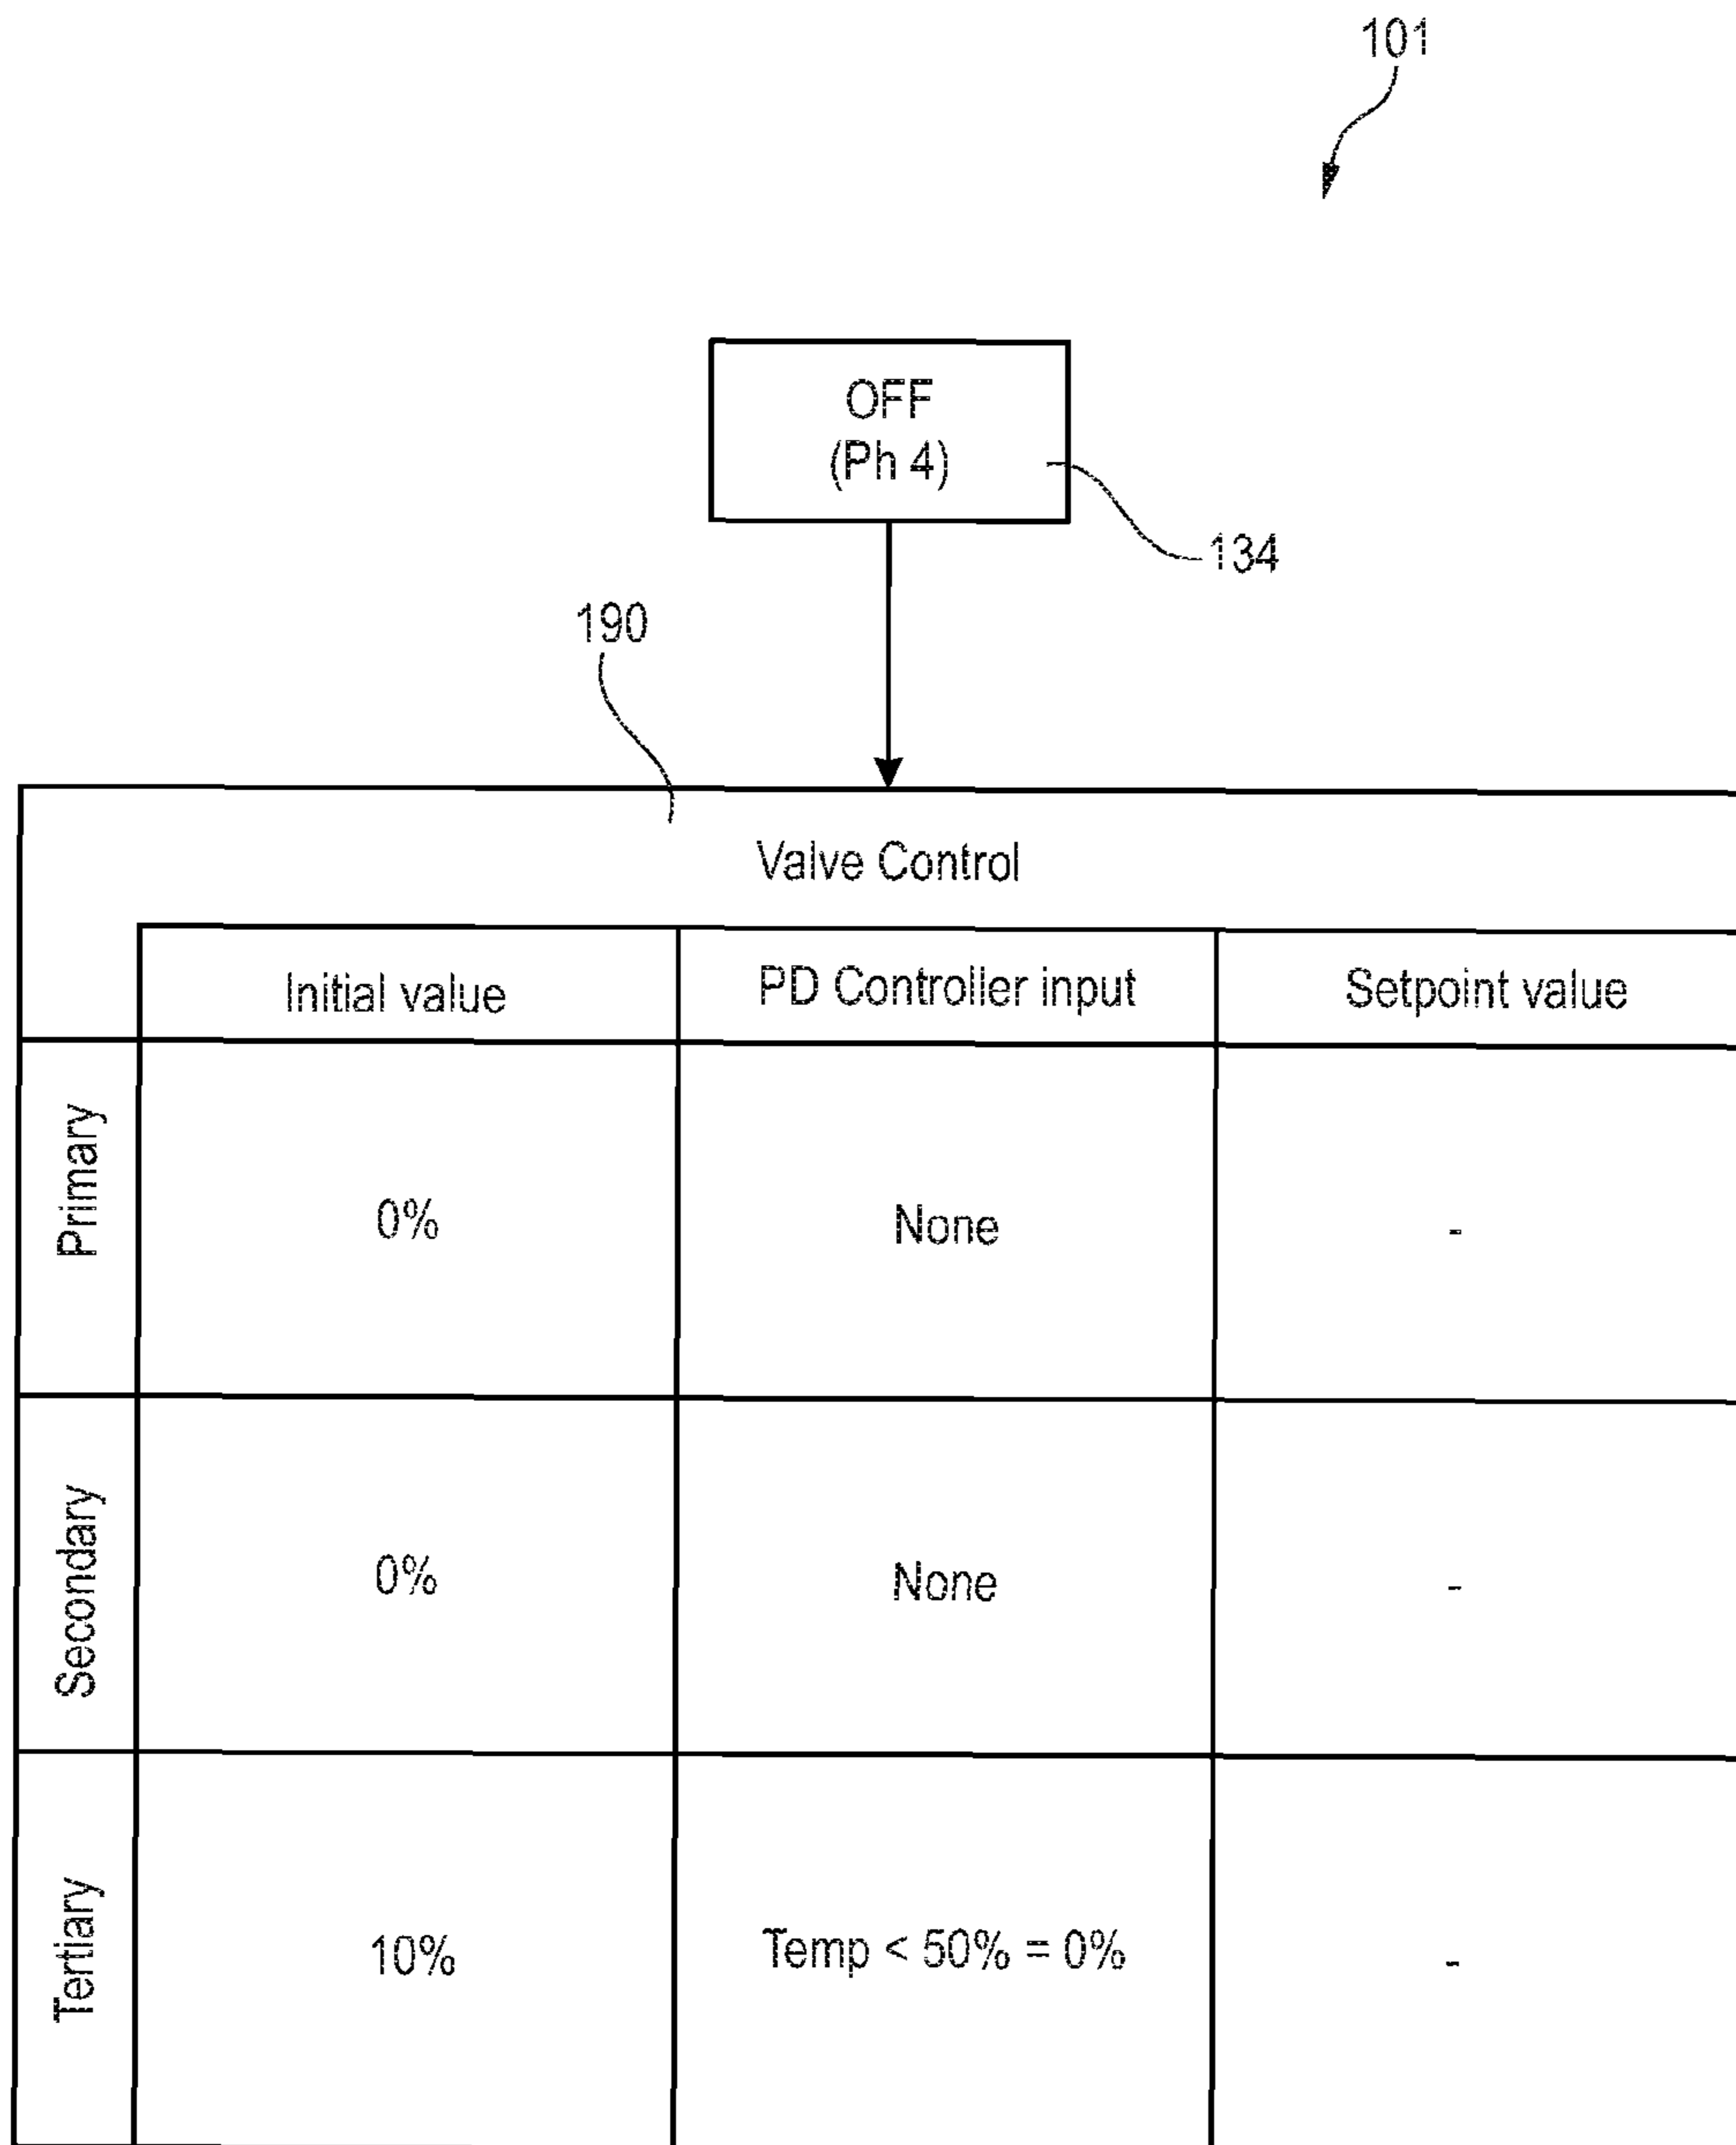 101
OFF
(Ph 4)
134
190
Valve Control
Initial value
PD Controller input
Setpoint value
Primary
0%
None
-
Secondary
0%
None
-
Tertiary
10%
Temp < 50% = 0%
-